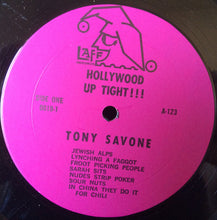 LAFF
HOLLYWOOD
UP TIGHT!!!
SIDE ONE
A-123
TONY SAVONE
JEWISH ALPS
LYNCHING A FAGGOT
FROOT PICKING PEOPLE
SARAH SITS
NUDES STRIP POKER
SOUR NUTS
IN CHINA THEY DO IT
FOR CHILI